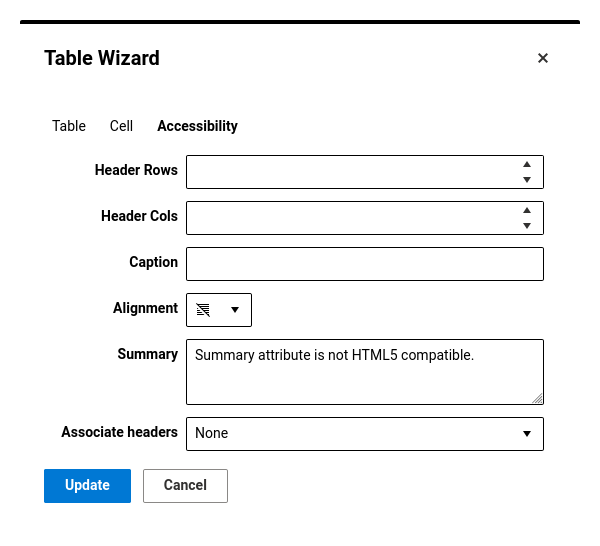 Table Wizard
Table Cell Accessibility
Header Rows
Header Cols
Caption
Alignment
Summary Summary attribute is not HTML5 compatible.
Associate headers None
Update Cancel